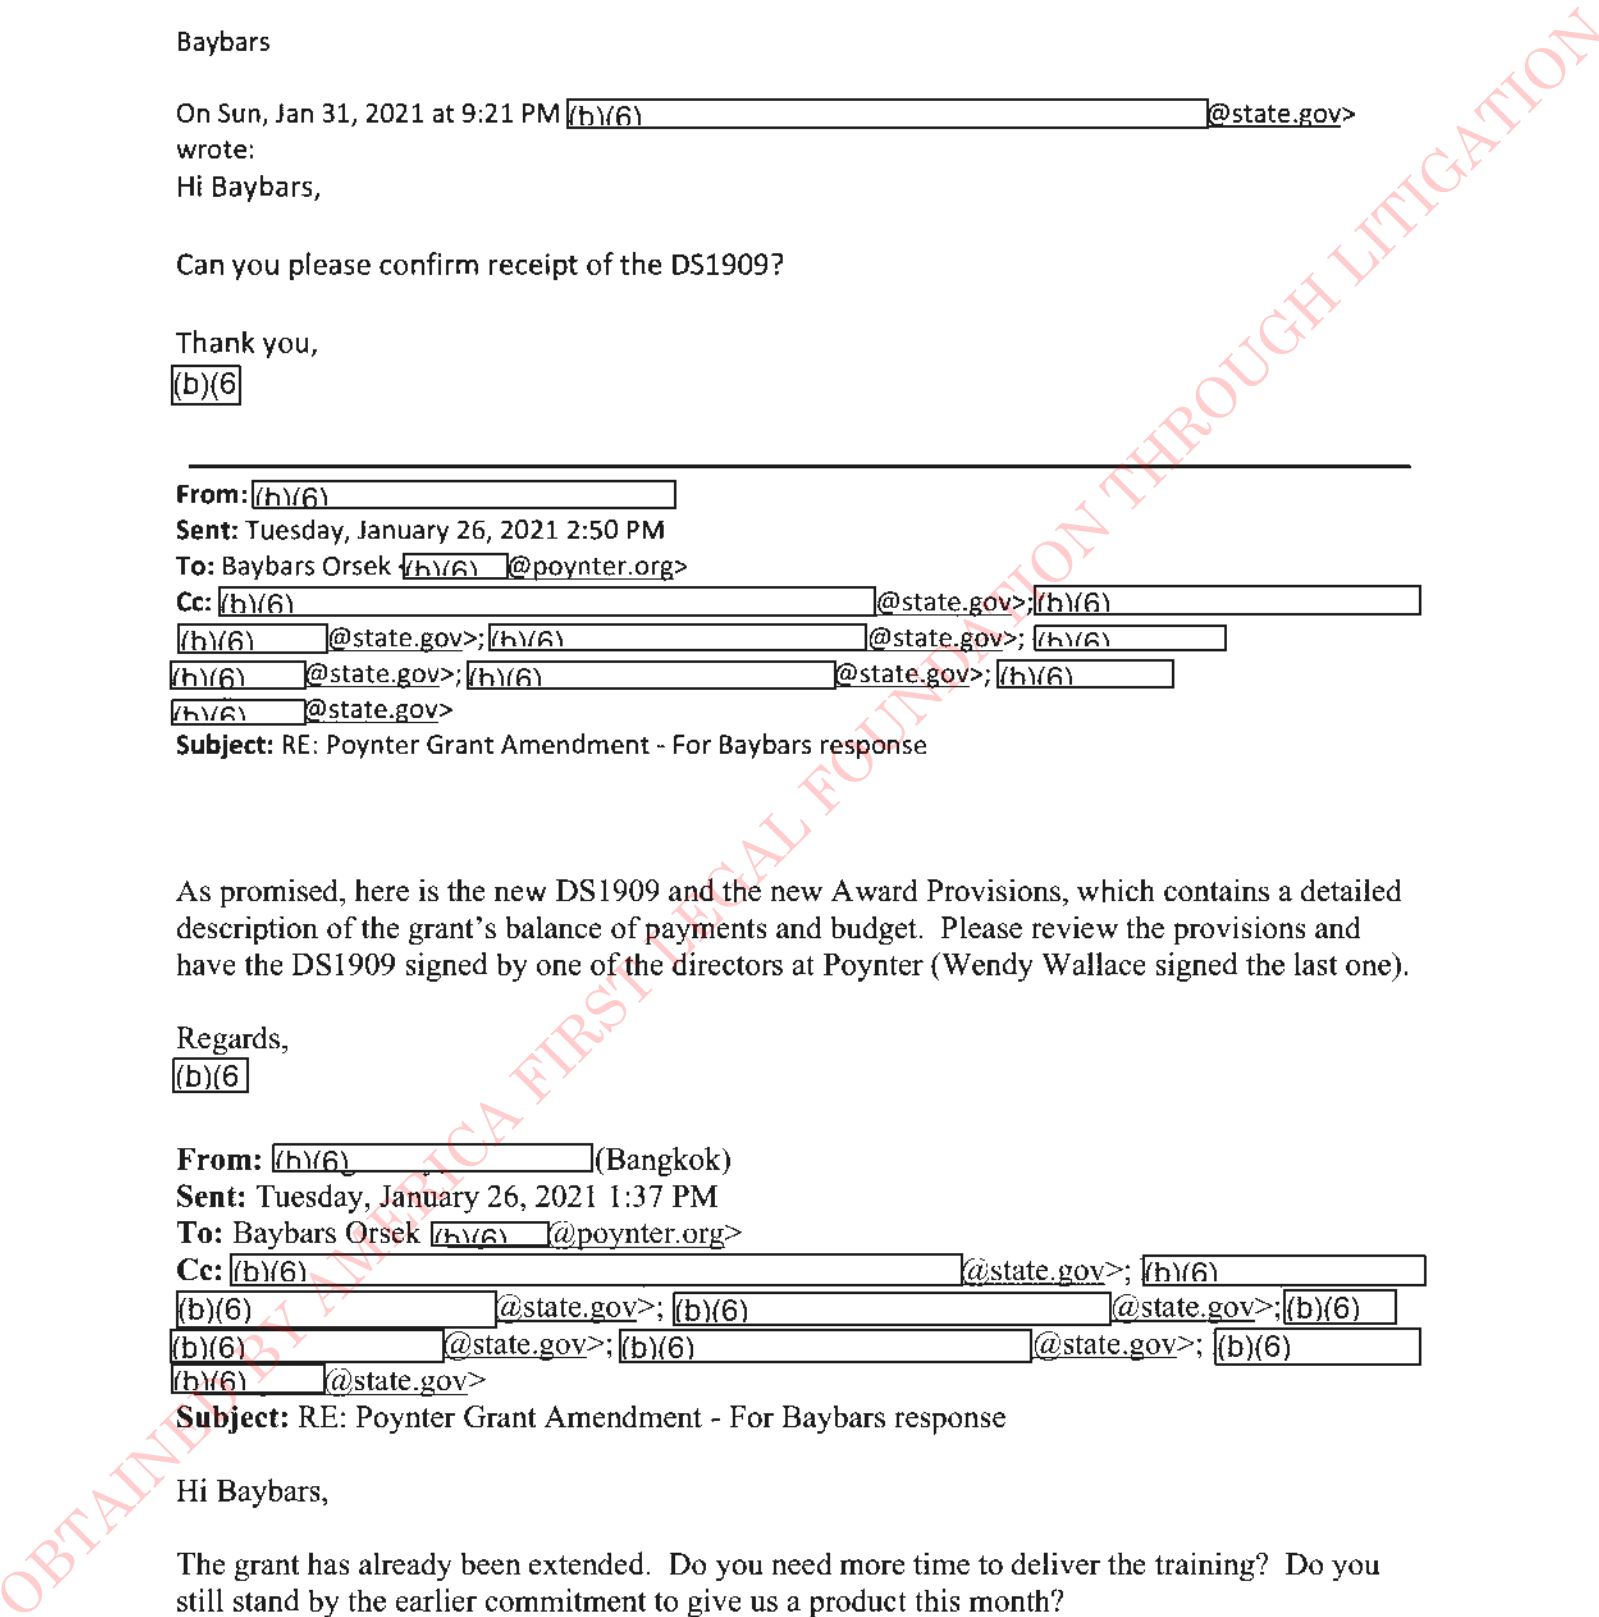 Baybars
On Sun, Jan 31, 2021 at 9:21 PM (b)(6) @state.gov>
wrote:
Hi Baybars,
Can you please confirm receipt of the DS1909?
Thank you,
(b)(6
From: (b)(6)
Sent: Tuesday, January 26, 2021 2:50 PM
To: Baybars Orsek (b)(6) @poynter.org>
Cc: (b)(6) @state.gov>; (b)(6)
(b)(6) @state.gov>; (b)(6) @state.gov>; (b)(6)
(b)(6) @state.gov>; (b)(6) @state.gov>; (b)(6)
(b)(6) @state.gov>
Subject: RE: Poynter Grant Amendment - For Baybars response
As promised, here is the new DS1909 and the new Award Provisions, which contains a detailed
description of the grant's balance of payments and budget. Please review the provisions and
have the DS1909 signed by one of the directors at Poynter (Wendy Wallace signed the last one).
Regards,
(b)(6
From: (b)(6) (Bangkok)
Sent: Tuesday, January 26, 2021 1:37 PM
To: Baybars Orsek (b)(6) @poynter.org>
Cc: (b)(6) @state.gov>; (b)(6)
(b)(6) @state.gov>; (b)(6) @state.gov>; (b)(6)
(b)(6) @state.gov>; (b)(6) @state.gov>; (b)(6)
(b)(6) @state.gov>
Subject: RE: Poynter Grant Amendment - For Baybars response
Hi Baybars,
The grant has already been extended. Do you need more time to deliver the training? Do you
still stand by the earlier commitment to give us a product this month?
OBTAINED BY AMERICA FIRST LEGAL FOUNDATION THROUGH LITIGATION